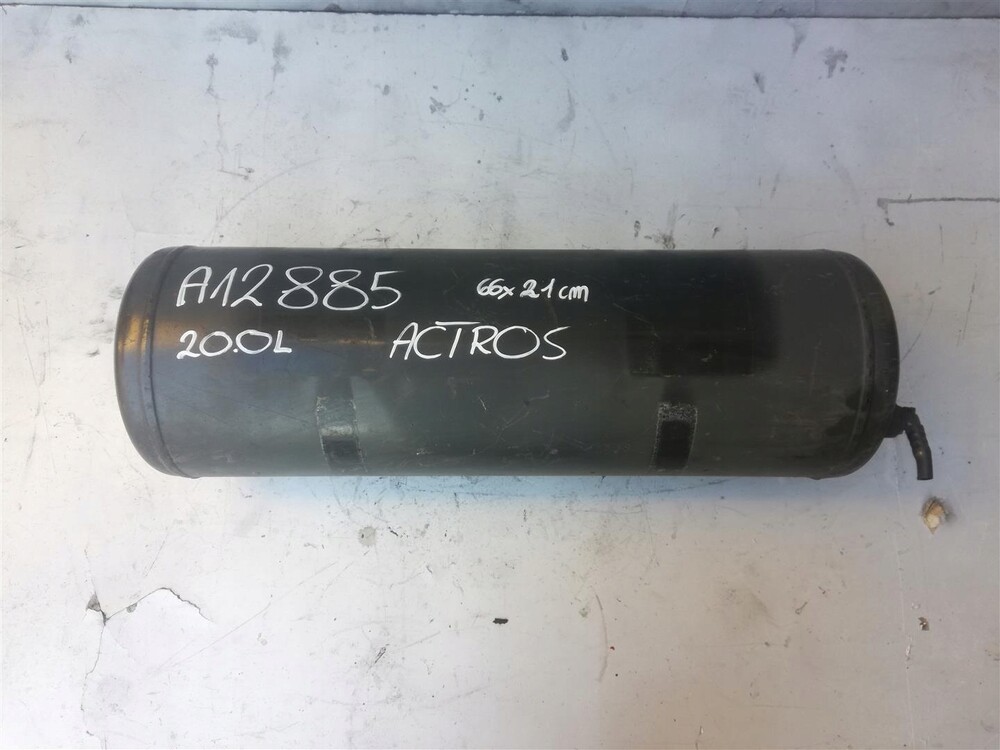 A12885 66x21cm
20.0L ACTROS